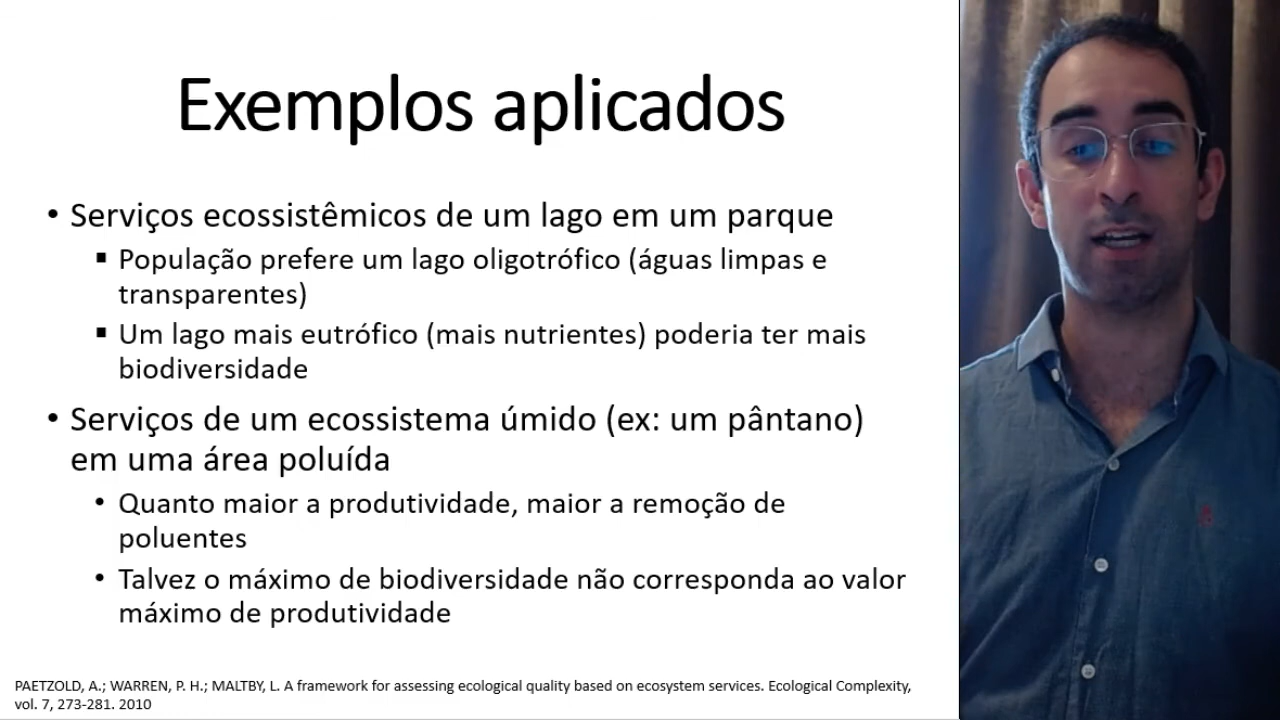 Exemplos aplicados
• Serviços ecossistêmicos de um lago em um parque
▪ População prefere um lago oligotrófico (águas limpas e
transparentes)
▪ Um lago mais eutrófico (mais nutrientes) poderia ter mais
biodiversidade
• Serviços de um ecossistema úmido (ex: um pântano)
em uma área poluída
• Quanto maior a produtividade, maior a remoção de
poluentes
• Talvez o máximo de biodiversidade não corresponda ao valor
máximo de produtividade
PAETZOLD, A.; WARREN, P. H.; MALTBY, L. A framework for assessing ecological quality based on ecosystem services. Ecological Complexity,
vol. 7, 273-281. 2010